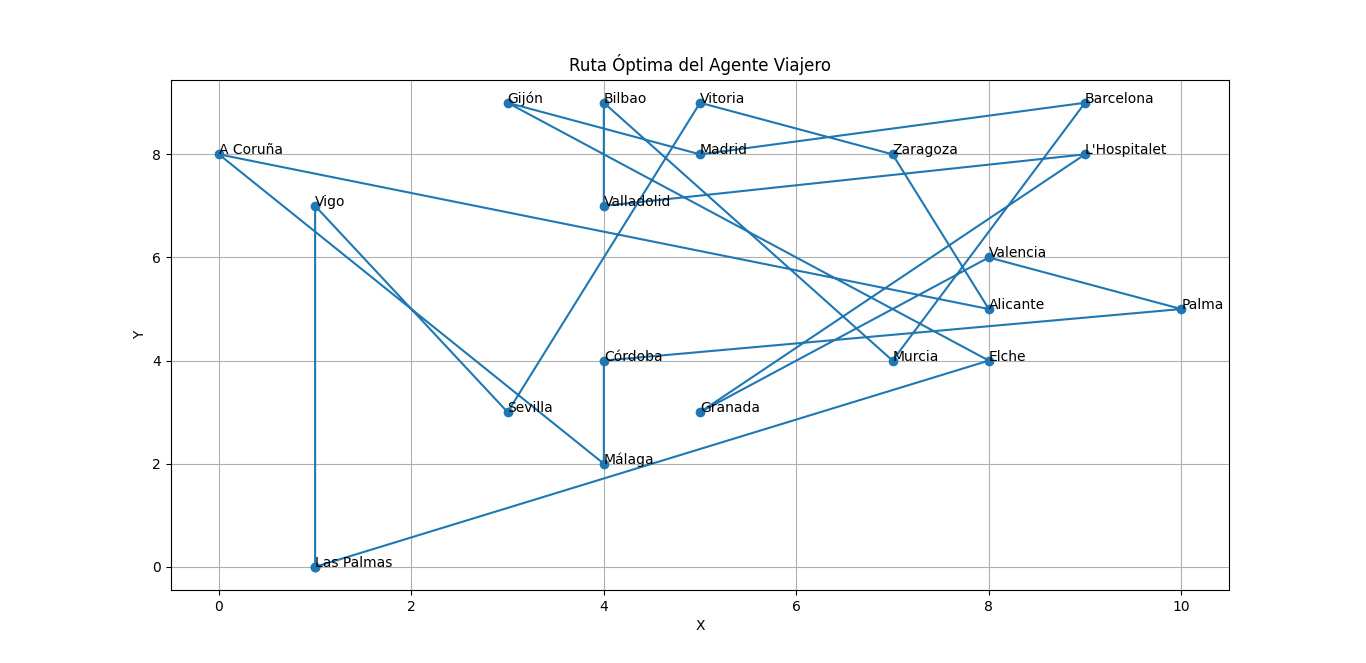 Ruta Óptima del Agente Viajero
Gijón
Bilbao
Vitoria
Barcelona
A Coruña
Madrid
Zaragoza
L'Hospitalet
Vigo
Valladolid
Valencia
Alicante
Palma
Córdoba
Murcia
Elche
Sevilla
Granada
Málaga
Las Palmas
8
6
4
2
0
Y
0 2 4 6 8 10
X